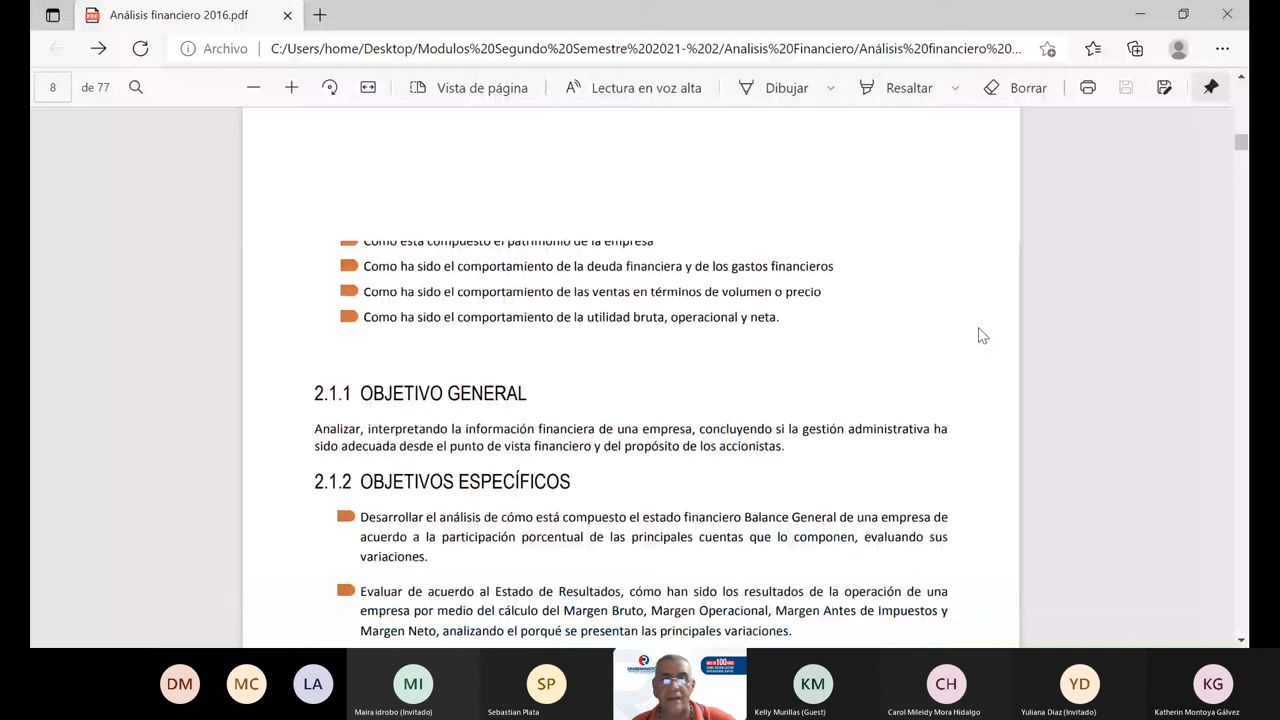 Análisis financiero 2016.pdf
Archivo
C:/Users/home/Desktop/Modulos%20Segundo%20Semestre%202021-%202/Analisis%20Financiero/Análisis%20financiero%20...
8 de 77
Vista de página
Lectura en voz alta
Dibujar
Resaltar
Borrar
Como está compuesto el patrimonio de la empresa
Como ha sido el comportamiento de la deuda financiera y de los gastos financieros
Como ha sido el comportamiento de las ventas en términos de volumen o precio
Como ha sido el comportamiento de la utilidad bruta, operacional y neta.
2.1.1 OBJETIVO GENERAL
Analizar, interpretando la información financiera de una empresa, concluyendo si la gestión administrativa ha
sido adecuada desde el punto de vista financiero y del propósito de los accionistas.
2.1.2 OBJETIVOS ESPECÍFICOS
Desarrollar el análisis de cómo está compuesto el estado financiero Balance General de una empresa de
acuerdo a la participación porcentual de las principales cuentas que lo componen, evaluando sus
variaciones.
Evaluar de acuerdo al Estado de Resultados, cómo han sido los resultados de la operación de una
empresa por medio del cálculo del Margen Bruto, Margen Operacional, Margen Antes de Impuestos y
Margen Neto, analizando el porqué se presentan las principales variaciones.
DM
MC
LA
MI
SP
UNIREMINGTON
KM
CH
YD
KG
Maira idrobo (Invitado)
Sebastian Plata
Kelly Murillas (Guest)
Carol Mileidy Mora Hidalgo
Yuliana Diaz (Invitado)
Katherin Montoya Gálvez